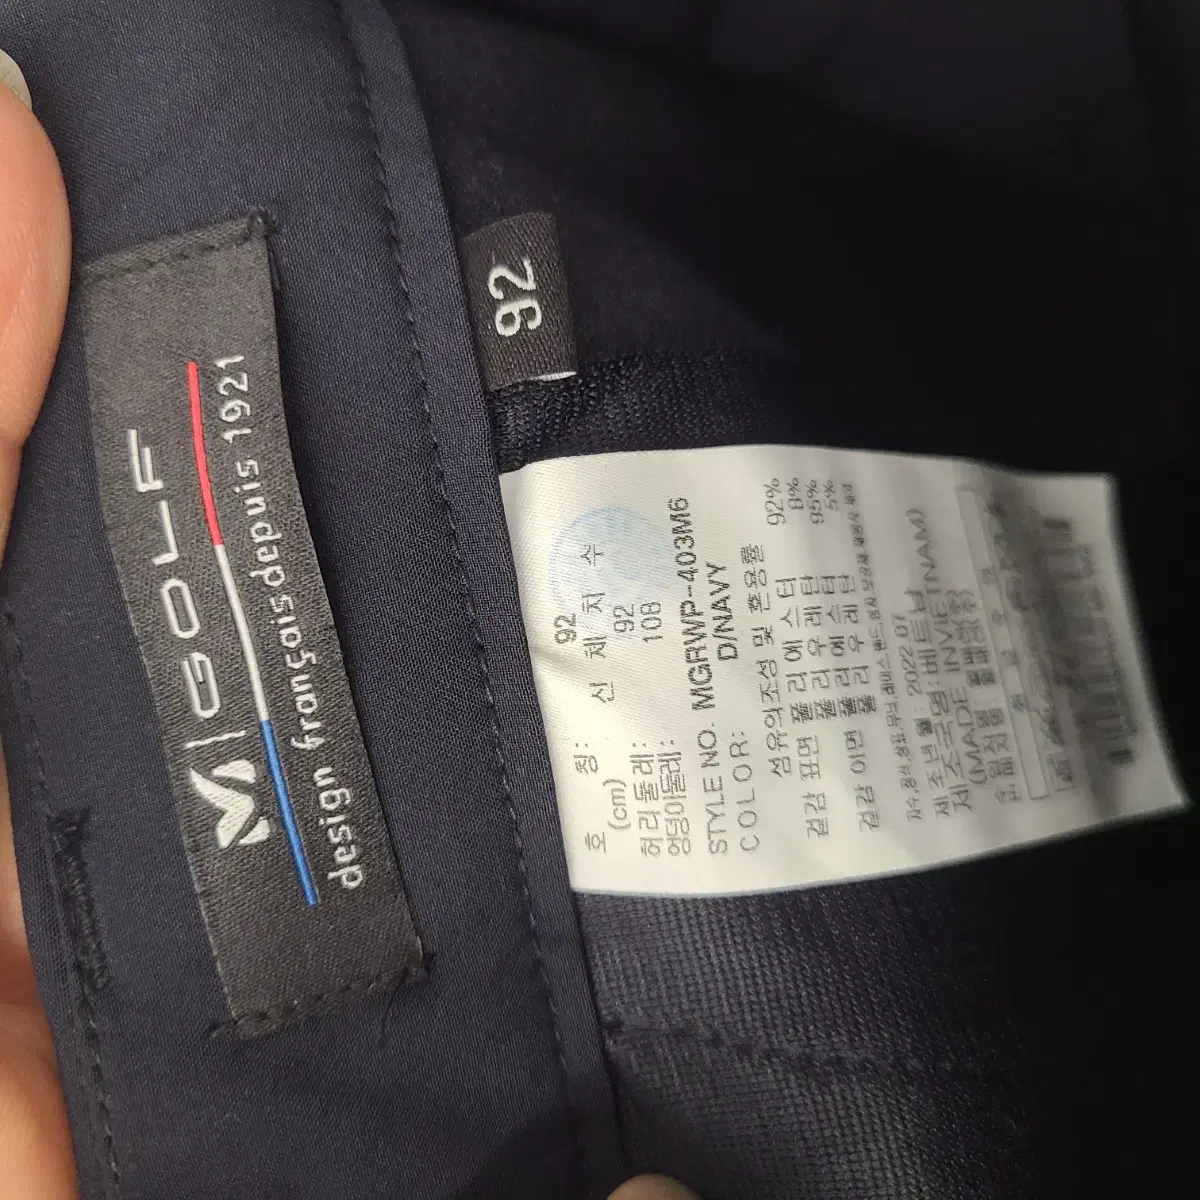 M|GOLF
design français depuis 1921
92
호 칭: 92
(cm) 신 체 치 수
허리둘레: 92
엉덩이둘레: 108
STYLE NO. MGRWP-403M6
COLOR: D/NAVY
섬유의조성 및 혼용률
겉감 표면 폴리에스터 92%
폴리우레탄 8%
겉감 이면 폴리에스터 95%
폴리우레탄 5%
제 조 년 월: 2022.07
제 조 국 명: 베트남
(MADE IN VIETNAM)